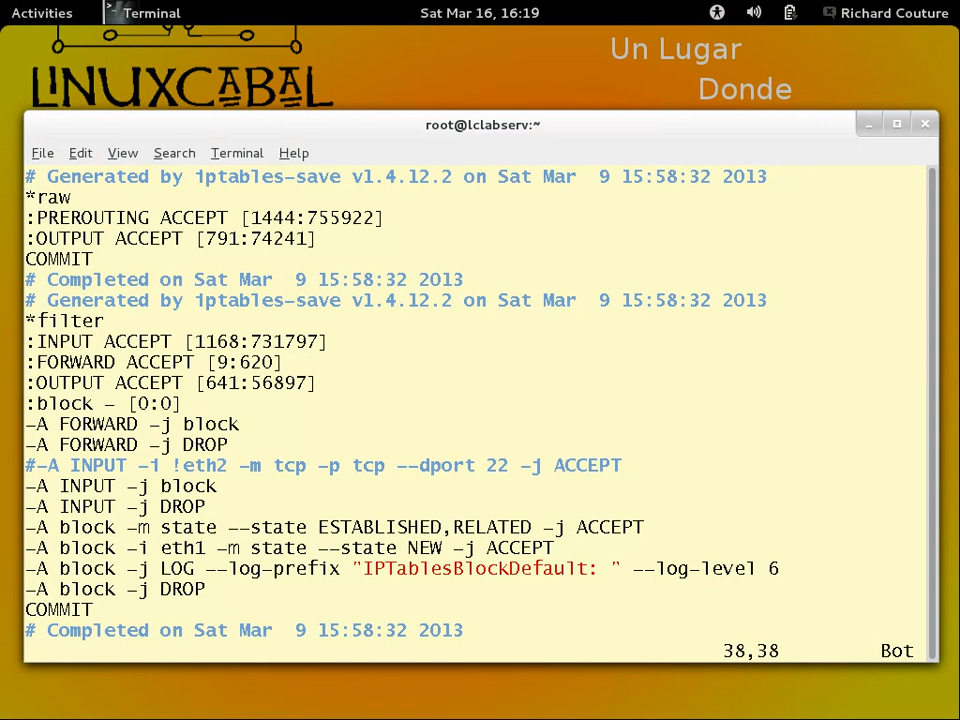 Activities
Terminal
Sat Mar 16, 16:19
Richard Couture
Un Lugar
Donde
LINUXCABAL
root@lclabserv:~
File Edit View Search Terminal Help
# Generated by iptables-save v1.4.12.2 on Sat Mar  9 15:58:32 2013
*raw
:PREROUTING ACCEPT [1444:755922]
:OUTPUT ACCEPT [791:74241]
COMMIT
# Completed on Sat Mar  9 15:58:32 2013
# Generated by iptables-save v1.4.12.2 on Sat Mar  9 15:58:32 2013
*filter
:INPUT ACCEPT [1168:731797]
:FORWARD ACCEPT [9:620]
:OUTPUT ACCEPT [641:56897]
:block - [0:0]
-A FORWARD -j block
-A FORWARD -j DROP
#-A INPUT -i !eth2 -m tcp -p tcp --dport 22 -j ACCEPT
-A INPUT -j block
-A INPUT -j DROP
-A block -m state --state ESTABLISHED,RELATED -j ACCEPT
-A block -i eth1 -m state --state NEW -j ACCEPT
-A block -j LOG --log-prefix "IPTablesBlockDefault: " --log-level 6
-A block -j DROP
COMMIT
# Completed on Sat Mar  9 15:58:32 2013
38,38 Bot